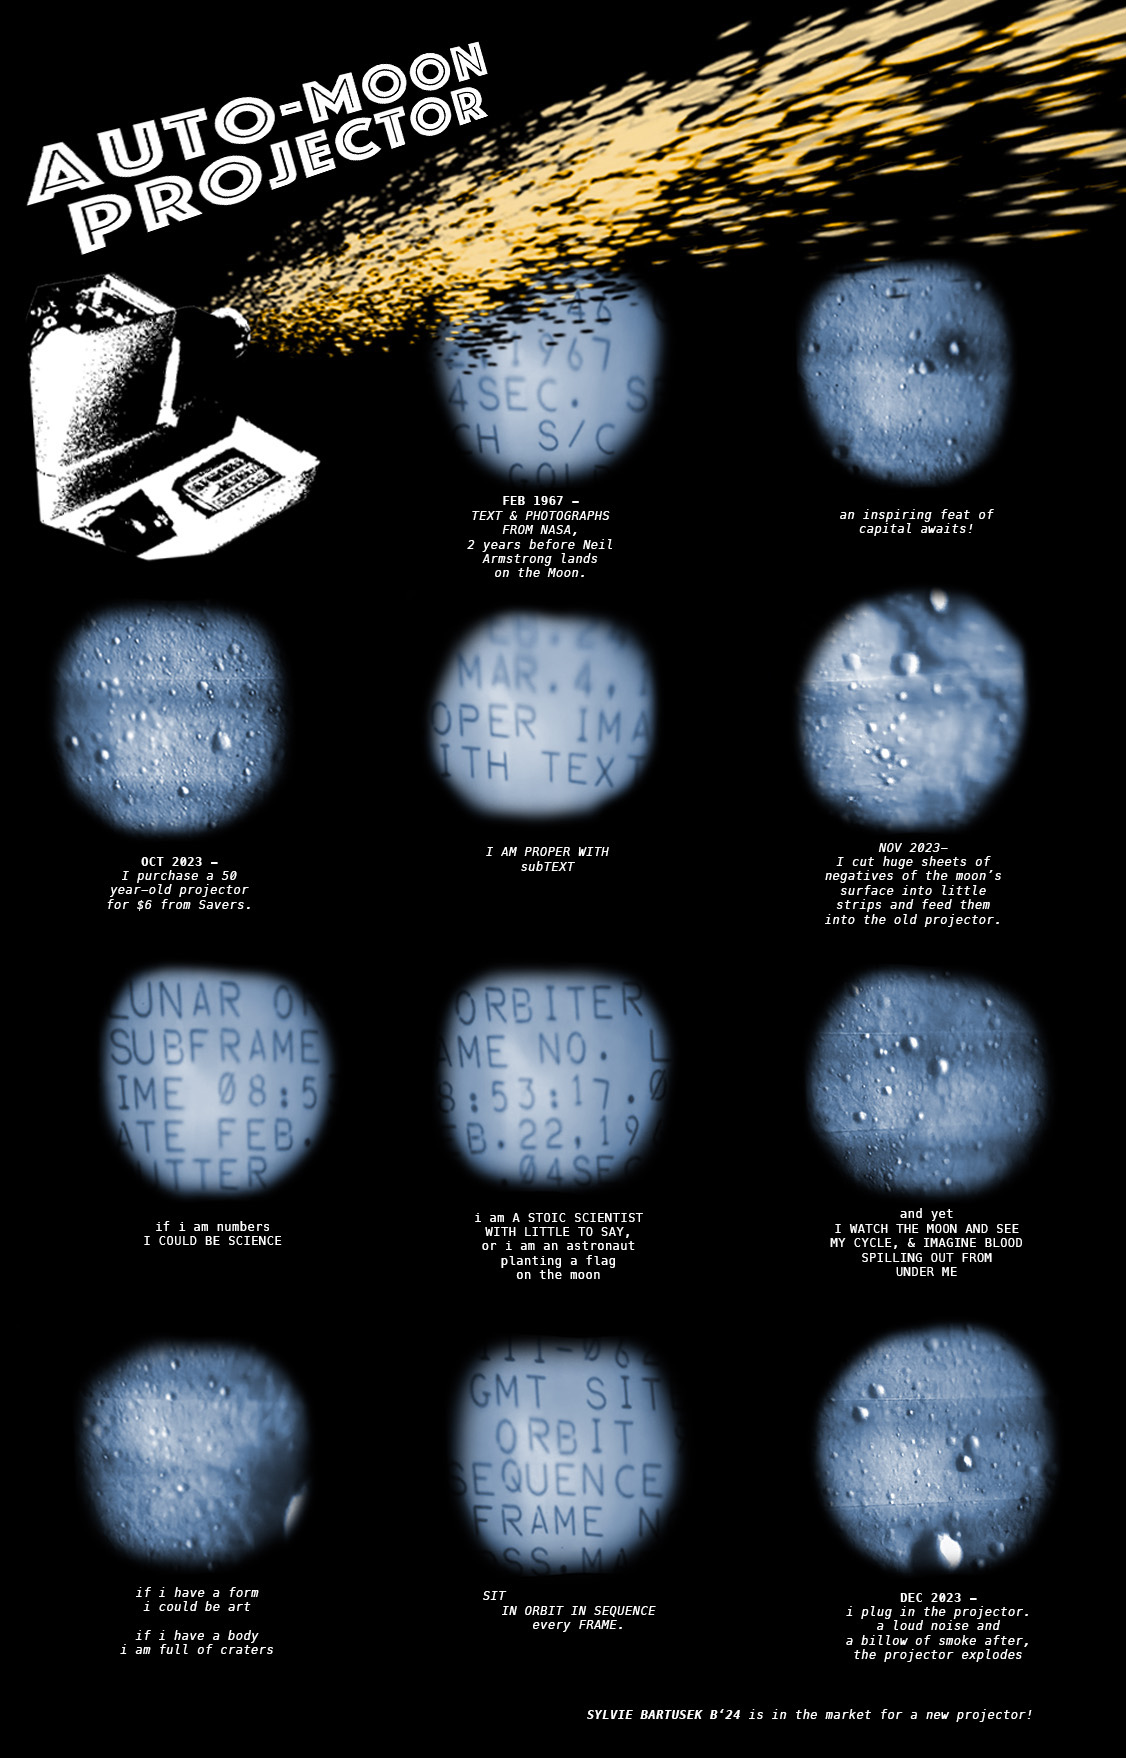 AUTO-MOON
PROJECTOR
1967
4SEC. S
CH S/C
GOLD
FEB 1967 –
TEXT & PHOTOGRAPHS
FROM NASA,
2 years before Neil
Armstrong lands
on the Moon.
an inspiring feat of
capital awaits!
OCT 2023 –
I purchase a 50
year–old projector
for $6 from Savers.
MAR.4,
OPER IMA
ITH TEXT
I AM PROPER WITH
subTEXT
NOV 2023–
I cut huge sheets of
negatives of the moon’s
surface into little
strips and feed them
into the old projector.
LUNAR OR
SUBFRAME
IME 08:5
ATE FEB.
ITTER
if i am numbers
I COULD BE SCIENCE
ORBITER
AME NO. L
8:53:17.0
B.22,19
.04SEC
i am A STOIC SCIENTIST
WITH LITTLE TO SAY,
or i am an astronaut
planting a flag
on the moon
and yet
I WATCH THE MOON AND SEE
MY CYCLE, & IMAGINE BLOOD
SPILLING OUT FROM
UNDER ME
if i have a form
i could be art
if i have a body
i am full of craters
III-06
GMT SIT
ORBIT
SEQUENCE
FRAME N
OSS.MA
SIT
IN ORBIT IN SEQUENCE
every FRAME.
DEC 2023 –
i plug in the projector.
a loud noise and
a billow of smoke after,
the projector explodes
SYLVIE BARTUSEK B‘24 is in the market for a new projector!